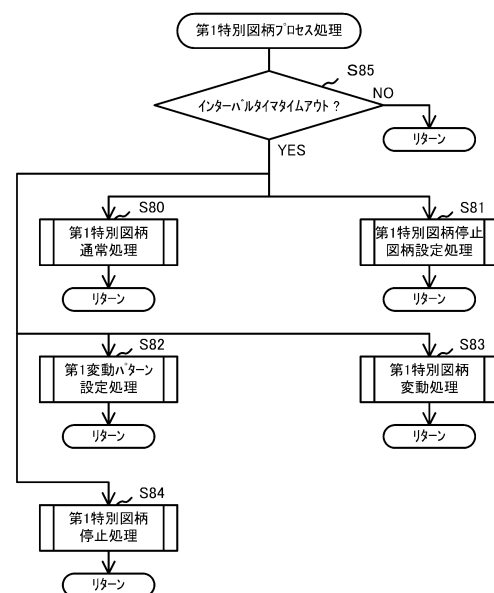 第1特別図柄プロセス処理
S85
インターバルタイマタイムアウト?
NO
リターン
YES
S80
第1特別図柄
通常処理
リターン
S81
第1特別図柄停止
図柄設定処理
リターン
S82
第1変動パターン
設定処理
リターン
S83
第1特別図柄
変動処理
リターン
S84
第1特別図柄
停止処理
リターン